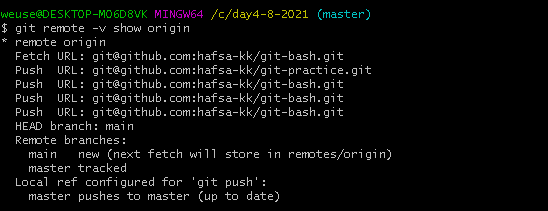 weuse@DESKTOP-MO6D8VK MINGW64 /c/day4-8-2021 (master)
$ git remote -v show origin
* remote origin
  Fetch URL: git@github.com:hafsa-kk/git-bash.git
  Push  URL: git@github.com:hafsa-kk/git-practice.git
  Push  URL: git@github.com:hafsa-kk/git-bash.git
  Push  URL: git@github.com:hafsa-kk/git-bash.git
  Push  URL: git@github.com:hafsa-kk/git-bash.git
  HEAD branch: main
  Remote branches:
    main   new (next fetch will store in remotes/origin)
    master tracked
  Local ref configured for 'git push':
    master pushes to master (up to date)